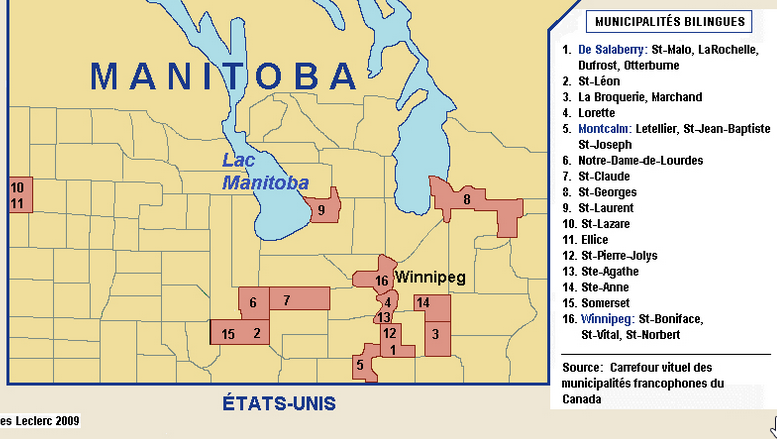 MUNICIPALITÉS BILINGUES
1. De Salaberry: St-Malo, LaRochelle,
Dufrost, Otterburne
2. St-Léon
3. La Broquerie, Marchand
4. Lorette
5. Montcalm: Letellier, St-Jean-Baptiste
St-Joseph
6. Notre-Dame-de-Lourdes
7. St-Claude
8. St-Georges
9. St-Laurent
10. St-Lazare
11. Ellice
12. St-Pierre-Jolys
13. Ste-Agathe
14. Ste-Anne
15. Somerset
16. Winnipeg: St-Boniface,
St-Vital, St-Norbert
Source: Carrefour vituel des
municipalités francophones du
Canada
MANITOBA
Lac
Manitoba
10
11
9
8
Winnipeg
16
6
7
4
14
13
15
2
12
3
1
5
ÉTATS-UNIS
es Leclerc 2009